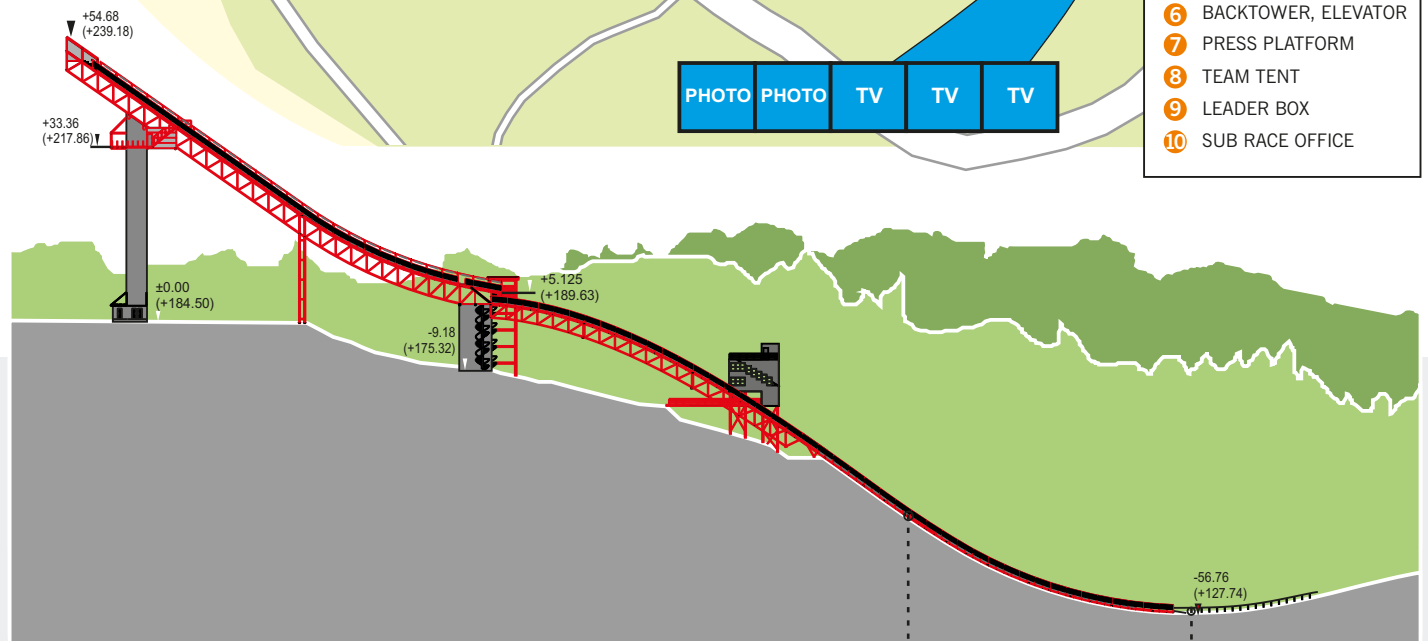 +54.68
(+239.18)
6 BACKTOWER, ELEVATOR
7 PRESS PLATFORM
8 TEAM TENT
9 LEADER BOX
10 SUB RACE OFFICE
PHOTO PHOTO TV TV TV
+33.36
(+217.86)
±0.00
(+184.50)
+5.125
(+189.63)
-9.18
(+175.32)
-56.76
(+127.74)